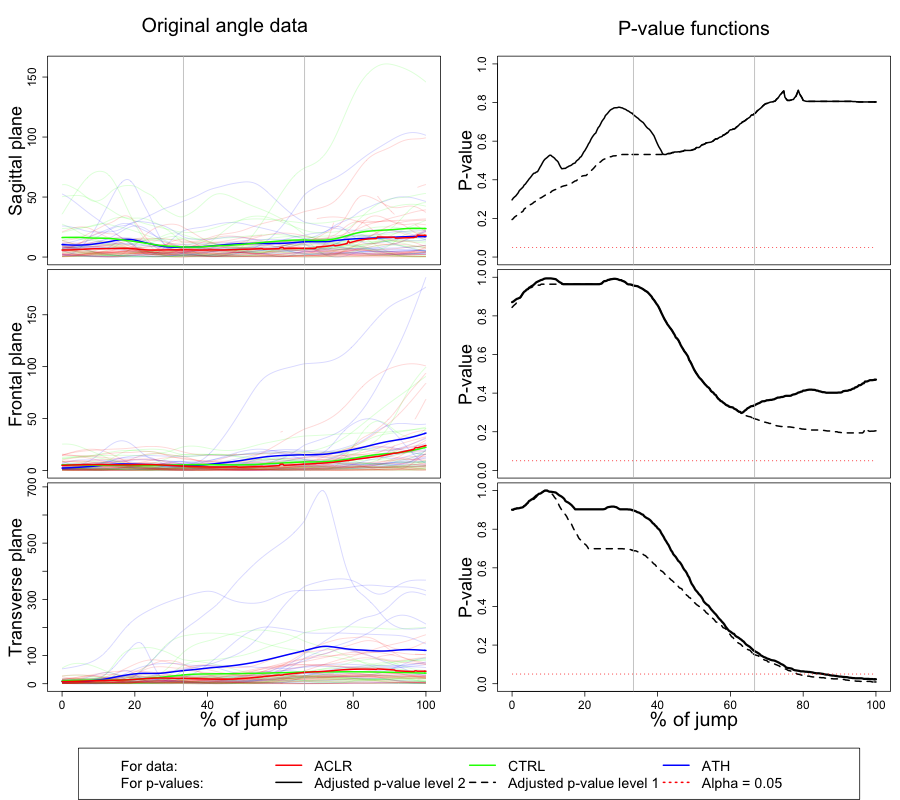 Original angle data
P-value functions
Sagittal plane
0 50 100 150
P-value
0.0 0.2 0.4 0.6 0.8 1.0
Frontal plane
0 50 100 150
P-value
0.0 0.2 0.4 0.6 0.8 1.0
Transverse plane
0 100 300 500 700
P-value
0.0 0.2 0.4 0.6 0.8 1.0
0 20 40 60 80 100
0 20 40 60 80 100
% of jump
% of jump
For data: ACLR CTRL ATH
For p-values: Adjusted p-value level 2 Adjusted p-value level 1 Alpha = 0.05